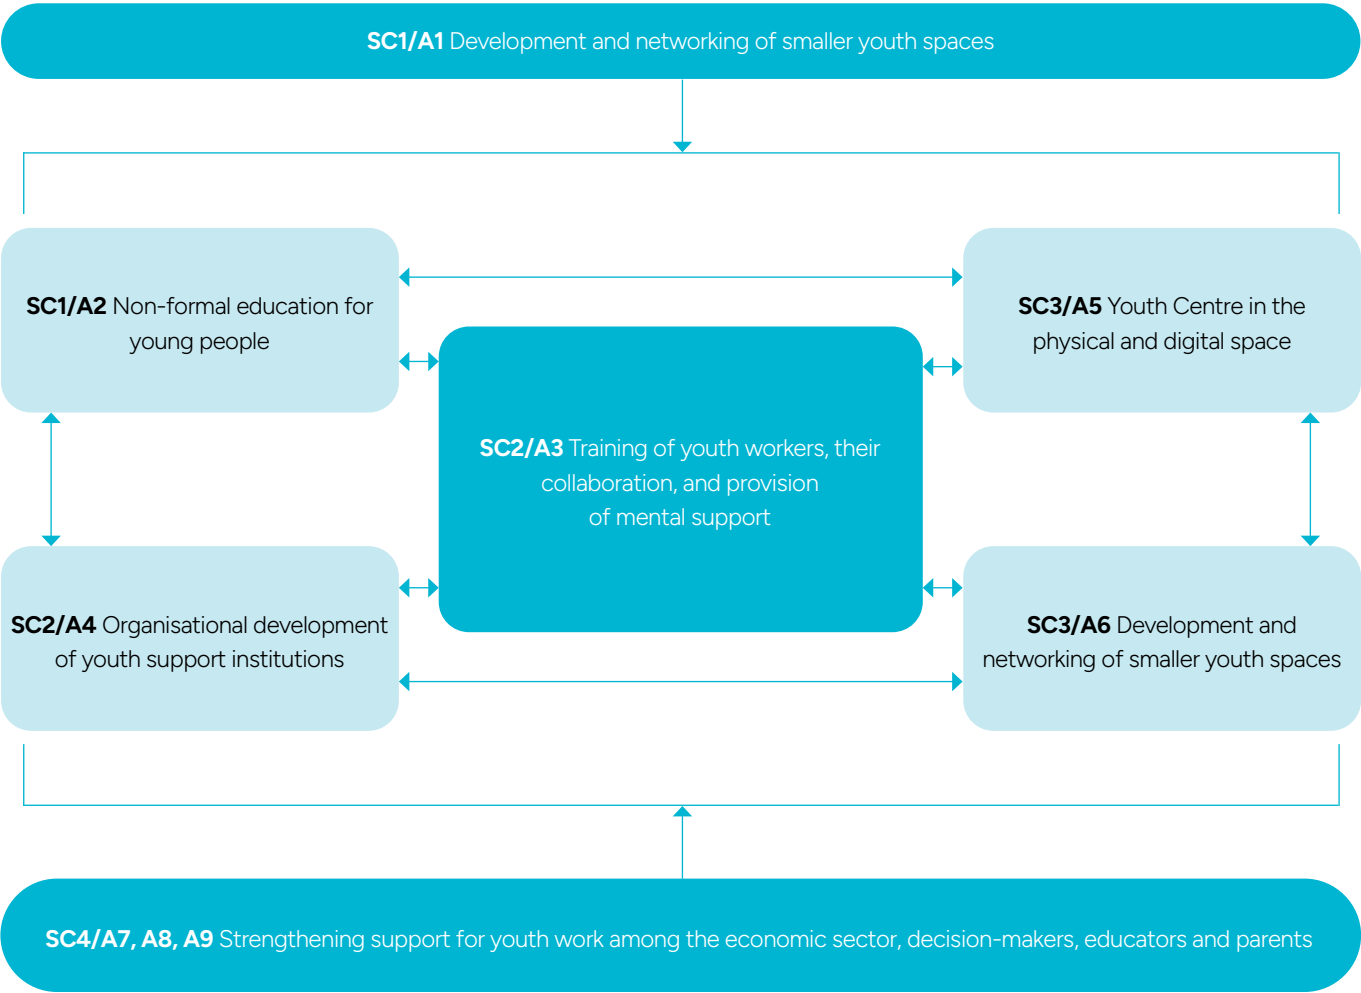 SC1/A1 Development and networking of smaller youth spaces
SC1/A2 Non-formal education for
young people
SC3/A5 Youth Centre in the
physical and digital space
SC2/A3 Training of youth workers, their
collaboration, and provision
of mental support
SC2/A4 Organisational development
of youth support institutions
SC3/A6 Development and
networking of smaller youth spaces
SC4/A7, A8, A9 Strengthening support for youth work among the economic sector, decision-makers, educators and parents